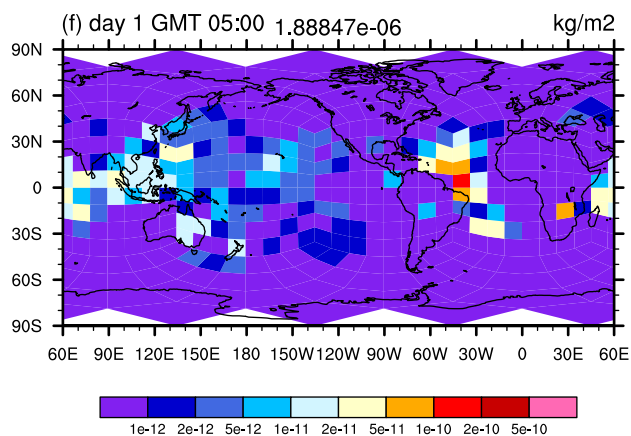 (f) day 1 GMT 05:00 1.88847e-06 kg/m2
90N
60N
30N
0
30S
60S
90S
60E 90E 120E 150E 180E 150W 120W 90W 60W 30W 0 30E 60E
1e-12 2e-12 5e-12 1e-11 2e-11 5e-11 1e-10 2e-10 5e-10